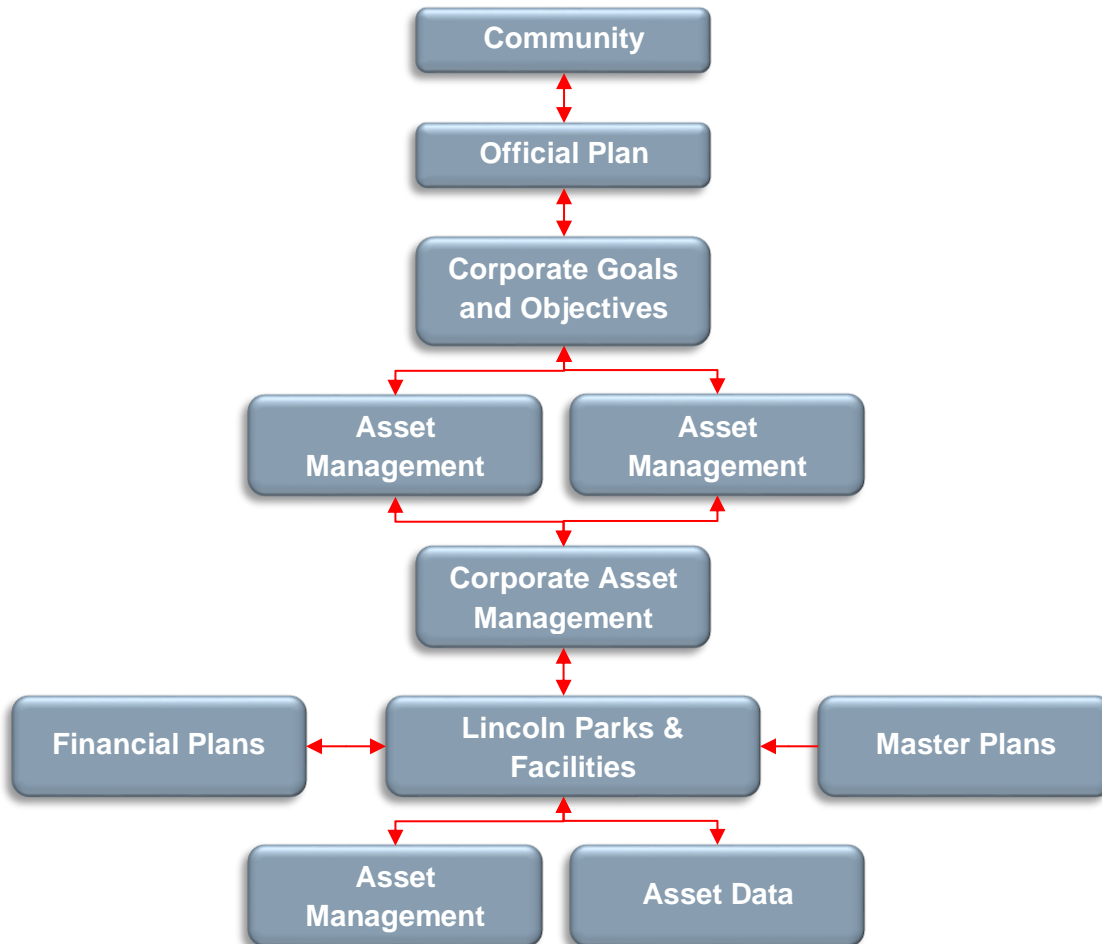 Community
Official Plan
Corporate Goals
and Objectives
Asset
Management
Asset
Management
Corporate Asset
Management
Financial Plans
Lincoln Parks &
Facilities
Master Plans
Asset
Management
Asset Data